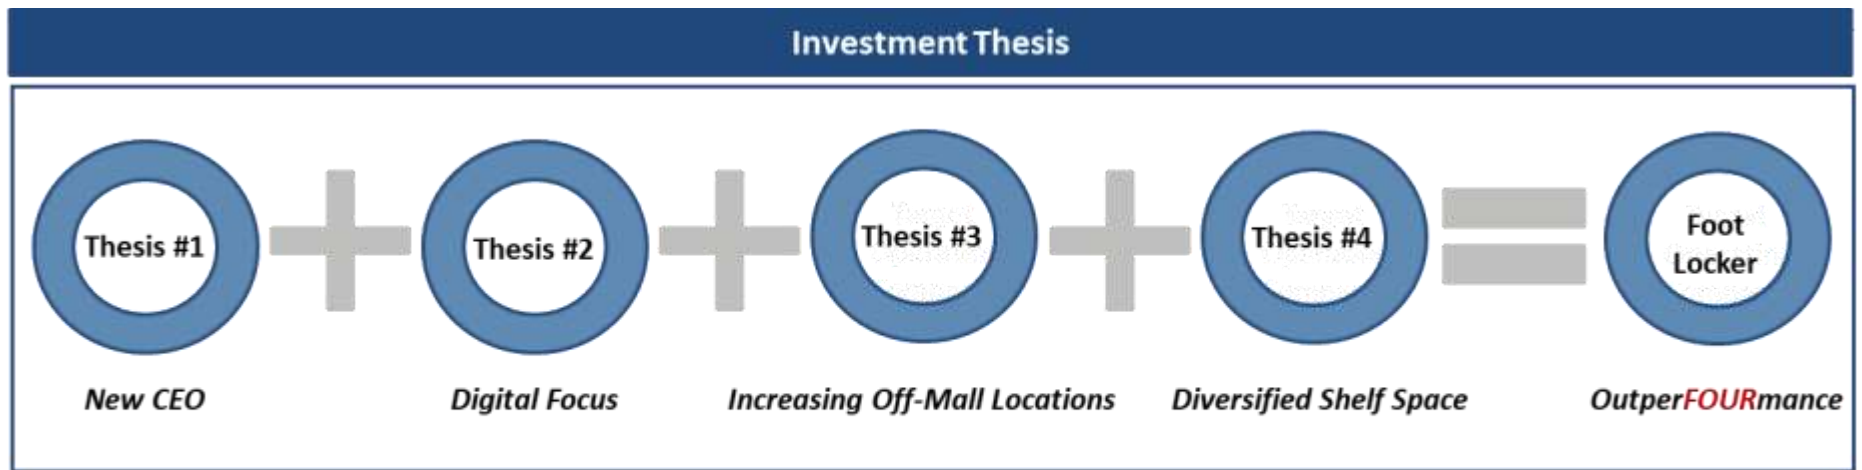 Investment Thesis
Thesis #1
Thesis #2
Thesis #3
Thesis #4
Foot
Locker
New CEO
Digital Focus
Increasing Off-Mall Locations
Diversified Shelf Space
OutperFOURmance